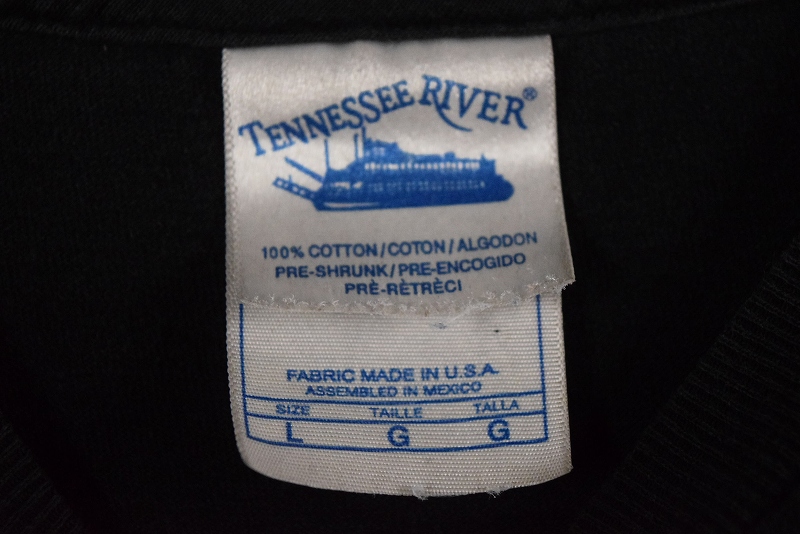 TENNESSEE RIVER®
100% COTTON/COTON/ALGODON
PRE-SHRUNK/PRE-ENCOGIDO
PRÈ-RÈTRÈCI
FABRIC MADE IN U.S.A.
ASSEMBLED IN MEXICO
SIZE TAILLE TALLA
L G G